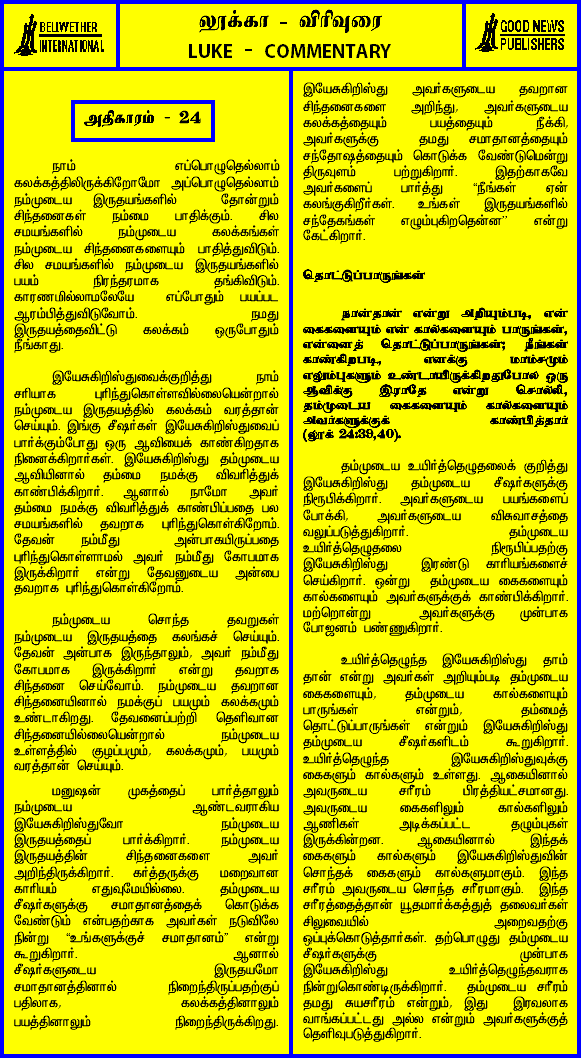 BELLWETHER
INTERNATIONAL
லூக்கா - விரிவுரை
LUKE - COMMENTARY
GOOD NEWS
PUBLISHERS
அதிகாரம் - 24
நாம் எப்பொழுதெல்லாம்
கலக்கத்திலிருக்கிறோமோ அப்பொழுதெல்லாம்
நம்முடைய இருதயங்களில் தோன்றும்
சிந்தனைகள் நம்மை பாதிக்கும். சில
சமயங்களில் நம்முடைய கலக்கங்கள்
நம்முடைய சிந்தனைகளையும் பாதித்துவிடும்.
சில சமயங்களில் நம்முடைய இருதயங்களில்
பயம் நிரந்தரமாக தங்கிவிடும்.
காரணமில்லாமலேயே எப்போதும் பயப்பட
ஆரம்பித்துவிடுவோம். நமது
இருதயத்தைவிட்டு கலக்கம் ஒருபோதும்
நீங்காது.
இயேசுகிறிஸ்துவைக்குறித்து நாம்
சரியாக புரிந்துகொள்ளவில்லையென்றால்
நம்முடைய இருதயத்தில் கலக்கம் வரத்தான்
செய்யும். இங்கு சீஷர்கள் இயேசுகிறிஸ்துவைப்
பார்க்கும்போது ஒரு ஆவியைக் காண்கிறதாக
நினைக்கிறார்கள். இயேசுகிறிஸ்து தம்முடைய
ஆவியினால் தம்மை நமக்கு விவரித்துக்
காண்பிக்கிறார். ஆனால் நாமோ அவர்
தம்மை நமக்கு விவரித்துக் காண்பிப்பதை பல
சமயங்களில் தவறாக புரிந்துகொள்கிறோம்.
தேவன் நம்மீது அன்பாகயிருப்பதை
புரிந்துகொள்ளாமல் அவர் நம்மீது கோபமாக
இருக்கிறார் என்று தேவனுடைய அன்பை
தவறாக புரிந்துகொள்கிறோம்.
நம்முடைய சொந்த தவறுகள்
நம்முடைய இருதயத்தை கலங்கச் செய்யும்.
தேவன் அன்பாக இருந்தாலும், அவர் நம்மீது
கோபமாக இருக்கிறார் என்று தவறாக
சிந்தனை செய்வோம். நம்முடைய தவறான
சிந்தனையினால் நமக்குப் பயமும் கலக்கமும்
உண்டாகிறது. தேவனைப்பற்றி தெளிவான
சிந்தனையில்லையென்றால் நம்முடைய
உள்ளத்தில் குழப்பமும், கலக்கமும், பயமும்
வரத்தான் செய்யும்.
மனுஷன் முகத்தைப் பார்த்தாலும்
நம்முடைய ஆண்டவராகிய
இயேசுகிறிஸ்துவோ நம்முடைய
இருதயத்தைப் பார்க்கிறார். நம்முடைய
இருதயத்தின் சிந்தனைகளை அவர்
அறிந்திருக்கிறார். கர்த்தருக்கு மறைவான
காரியம் எதுவுமேயில்லை. தம்முடைய
சீஷர்களுக்கு சமாதானத்தைக் கொடுக்க
வேண்டும் என்பதற்காக அவர்கள் நடுவிலே
நின்று “உங்களுக்குச் சமாதானம்” என்று
கூறுகிறார். ஆனால்
சீஷர்களுடைய இருதயமோ
சமாதானத்தினால் நிறைந்திருப்பதற்குப்
பதிலாக, கலக்கத்தினாலும்
பயத்தினாலும் நிறைந்திருக்கிறது.
இயேசுகிறிஸ்து அவர்களுடைய தவறான
சிந்தனைகளை அறிந்து, அவர்களுடைய
கலக்கத்தையும் பயத்தையும் நீக்கி,
அவர்களுக்கு தமது சமாதானத்தையும்
சந்தோஷத்தையும் கொடுக்க வேண்டுமென்று
திருவுளம் பற்றுகிறார். இதற்காகவே
அவர்களைப் பார்த்து “நீங்கள் ஏன்
கலங்குகிறீர்கள். உங்கள் இருதயங்களில்
சந்தேகங்கள் எழும்புகிறதென்ன” என்று
கேட்கிறார்.
தொட்டுப்பாருங்கள்
நான்தான் என்று அறியும்படி, என்
கைகளையும் என் கால்களையும் பாருங்கள்,
என்னைத் தொட்டுப்பாருங்கள்; நீங்கள்
காண்கிறபடி, எனக்கு மாம்சமும்
எலும்புகளும் உண்டாயிருக்கிறதுபோல ஒரு
ஆவிக்கு இராதே என்று சொல்லி,
தம்முடைய கைகளையும் கால்களையும்
அவர்களுக்குக் காண்பித்தார்
(லூக் 24:39,40).
தம்முடைய உயிர்த்தெழுதலைக் குறித்து
இயேசுகிறிஸ்து தம்முடைய சீஷர்களுக்கு
நிரூபிக்கிறார். அவர்களுடைய பயங்களைப்
போக்கி, அவர்களுடைய விசுவாசத்தை
வலுப்படுத்துகிறார். தம்முடைய
உயிர்த்தெழுதலை நிரூபிப்பதற்கு
இயேசுகிறிஸ்து இரண்டு காரியங்களைச்
செய்கிறார். ஒன்று தம்முடைய கைகளையும்
கால்களையும் அவர்களுக்குக் காண்பிக்கிறார்.
மற்றொன்று அவர்களுக்கு முன்பாக
போஜனம் பண்ணுகிறார்.
உயிர்த்தெழுந்த இயேசுகிறிஸ்து தாம்
தான் என்று அவர்கள் அறியும்படி தம்முடைய
கைகளையும், தம்முடைய கால்களையும்
பாருங்கள் என்றும், தம்மைத்
தொட்டுப்பாருங்கள் என்றும் இயேசுகிறிஸ்து
தம்முடைய சீஷர்களிடம் கூறுகிறார்.
உயிர்த்தெழுந்த இயேசுகிறிஸ்துவுக்கு
கைகளும் கால்களும் உள்ளது. ஆகையினால்
அவருடைய சரீரம் பிரத்தியட்சமானது.
அவருடைய கைகளிலும் கால்களிலும்
ஆணிகள் அடிக்கப்பட்ட தழும்புகள்
இருக்கின்றன. ஆகையினால் இந்தக்
கைகளும் கால்களும் இயேசுகிறிஸ்துவின்
சொந்தக் கைகளும் கால்களுமாகும். இந்த
சரீரம் அவருடைய சொந்த சரீரமாகும். இந்த
சரீரத்தைத்தான் யூதமார்க்கத்துத் தலைவர்கள்
சிலுவையில் அறைவதற்கு
ஒப்புக்கொடுத்தார்கள். தற்பொழுது தம்முடைய
சீஷர்களுக்கு முன்பாக
இயேசுகிறிஸ்து உயிர்த்தெழுந்தவராக
நின்றுகொண்டிருக்கிறார். தம்முடைய சரீரம்
தமது சுயசரீரம் என்றும், இது இரவலாக
வாங்கப்பட்டது அல்ல என்றும் அவர்களுக்குத்
தெளிவுபடுத்துகிறார்.